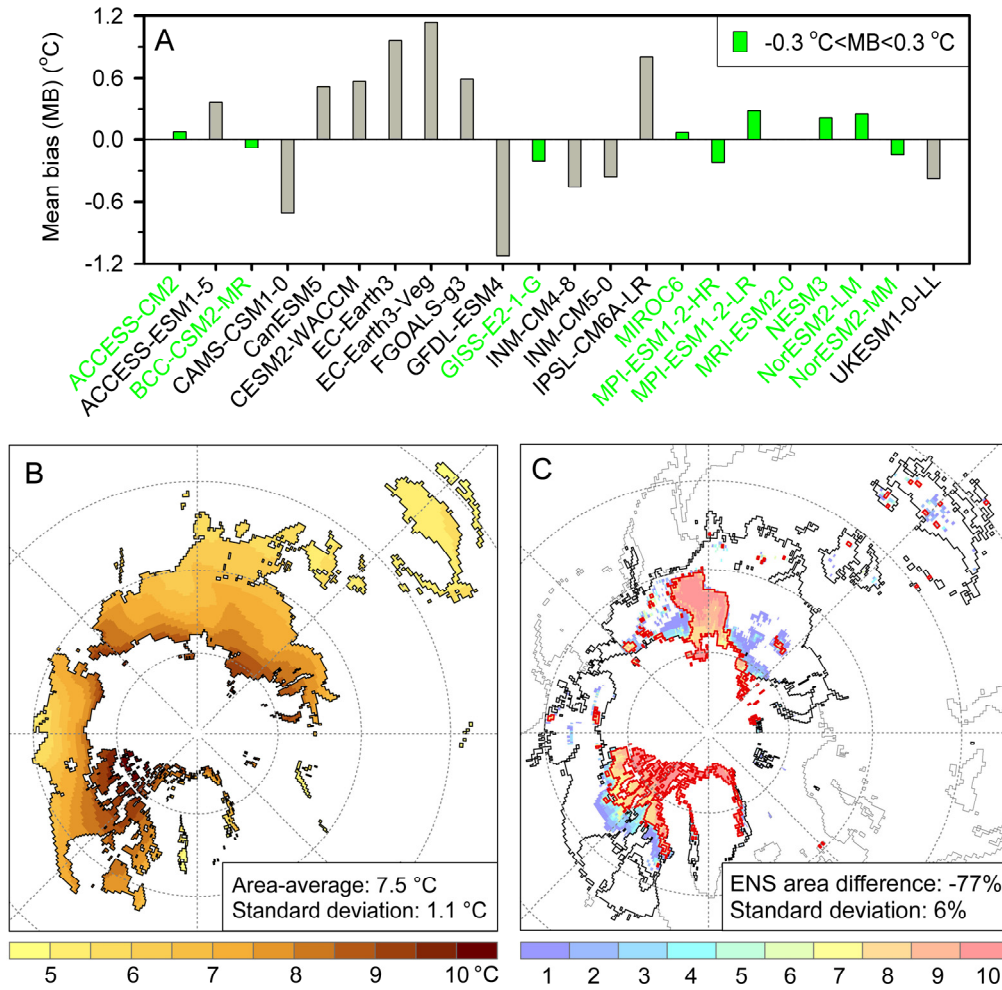 1.2
0.6
0.0
-0.6
-1.2
Mean bias (MB) (°C)
A
-0.3 °C<MB<0.3 °C
ACCESS-CM2
ACCESS-ESM1-5
BCC-CSM2-MR
CAMS-CSM1-0
CanESM5
CESM2-WACCM
EC-Earth3
EC-Earth3-Veg
FGOALS-g3
GFDL-ESM4
GISS-E2-1-G
INM-CM4-8
INM-CM5-0
IPSL-CM6A-LR
MIROC6
MPI-ESM1-2-HR
MPI-ESM1-2-LR
MRI-ESM2-0
NESM3
NorESM2-LM
NorESM2-MM
UKESM1-0-LL
B
Area-average: 7.5 °C
Standard deviation: 1.1 °C
5 6 7 8 9 10 °C
C
ENS area difference: -77%
Standard deviation: 6%
1 2 3 4 5 6 7 8 9 10